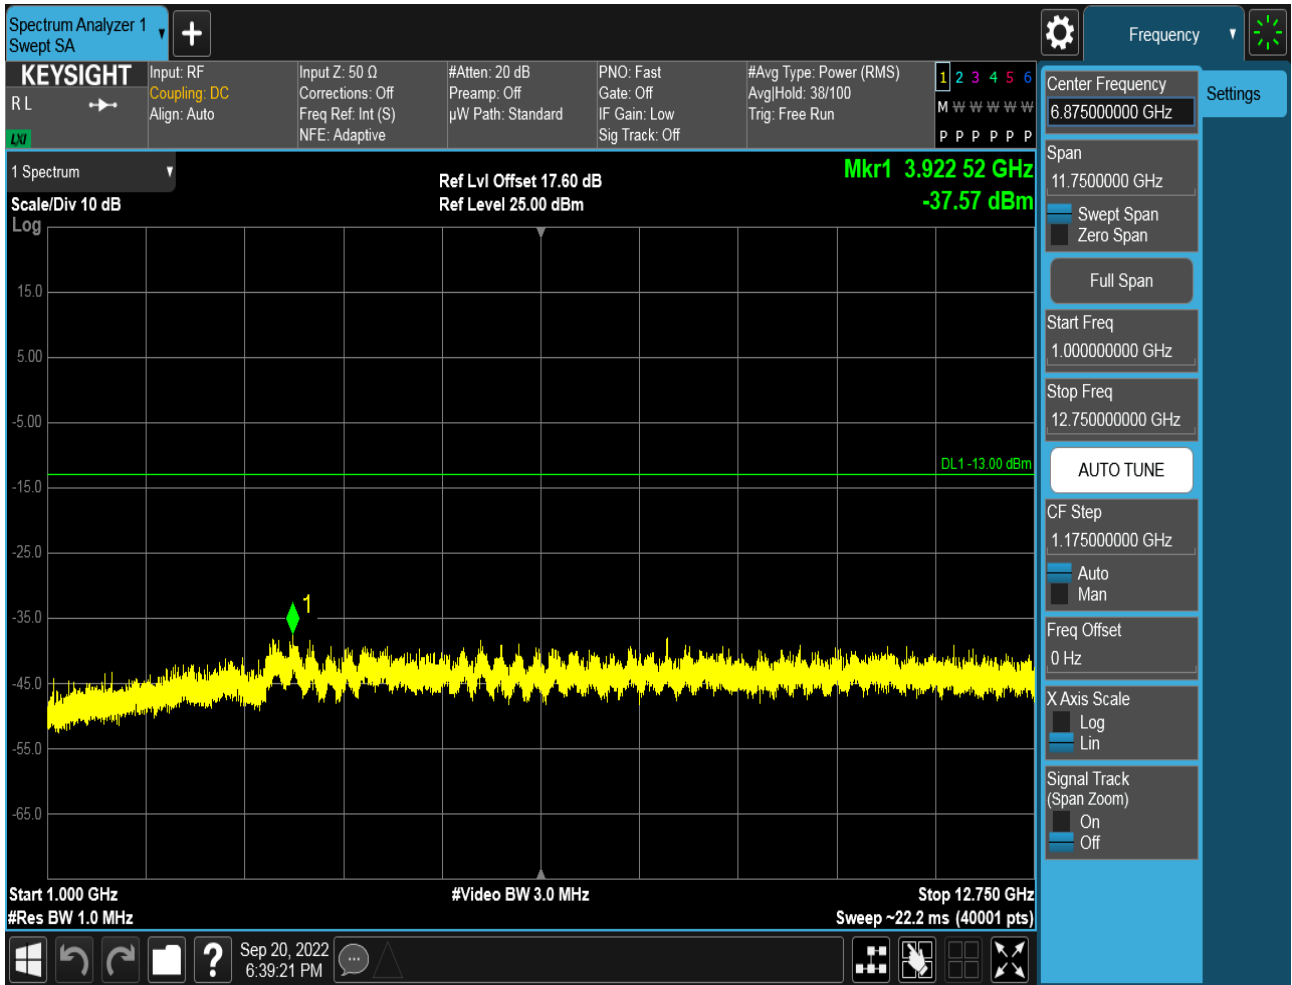 Spectrum Analyzer 1
Swept SA
Frequency
KEYSIGHT
R L
LXI
Input: RF
Coupling: DC
Align: Auto
Input Z: 50 Ω
Corrections: Off
Freq Ref: Int (S)
NFE: Adaptive
#Atten: 20 dB
Preamp: Off
µW Path: Standard
PNO: Fast
Gate: Off
IF Gain: Low
Sig Track: Off
#Avg Type: Power (RMS)
Avg|Hold: 38/100
Trig: Free Run
1 2 3 4 5 6
M W W W W W
P P P P P P
1 Spectrum
Scale/Div 10 dB
Log
Ref Lvl Offset 17.60 dB
Ref Level 25.00 dBm
Mkr1 3.922 52 GHz
-37.57 dBm
15.0
5.00
-5.00
DL1 -13.00 dBm
-15.0
-25.0
1
-35.0
-45.0
-55.0
-65.0
Start 1.000 GHz
#Video BW 3.0 MHz
Stop 12.750 GHz
#Res BW 1.0 MHz
Sweep ~22.2 ms (40001 pts)
Center Frequency
6.875000000 GHz
Settings
Span
11.7500000 GHz
Swept Span
Zero Span
Full Span
Start Freq
1.000000000 GHz
Stop Freq
12.750000000 GHz
AUTO TUNE
CF Step
1.175000000 GHz
Auto
Man
Freq Offset
0 Hz
X Axis Scale
Log
Lin
Signal Track
(Span Zoom)
On
Off
?
Sep 20, 2022
6:39:21 PM